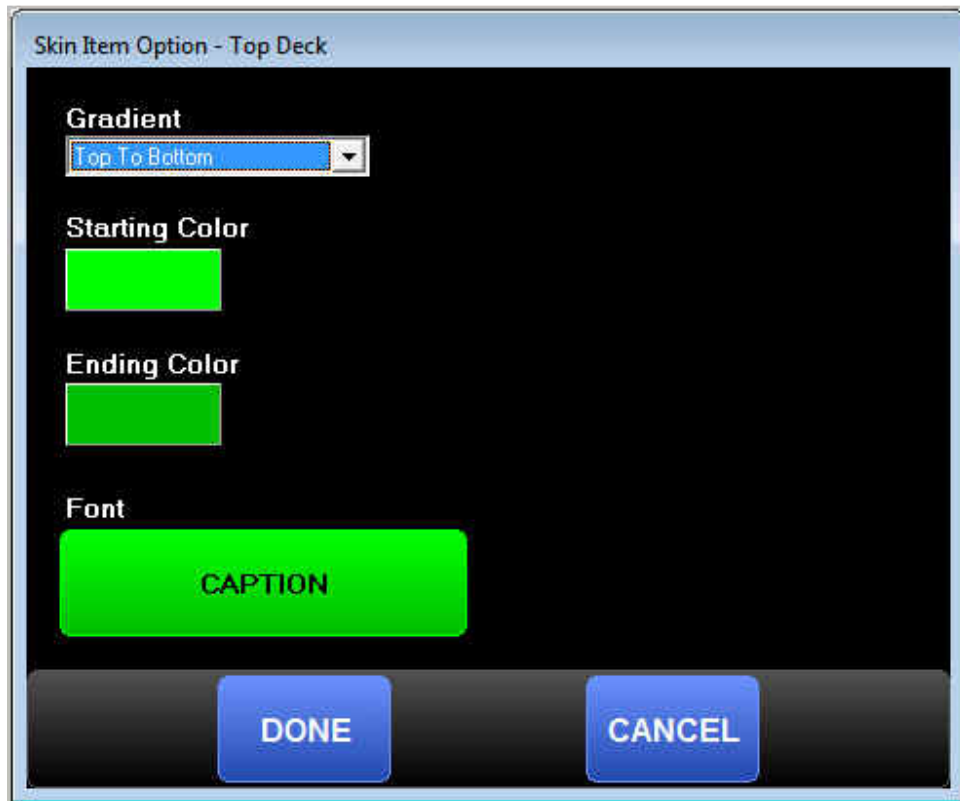 Skin Item Option - Top Deck
Gradient
Top To Bottom
Starting Color
Ending Color
Font
CAPTION
DONE
CANCEL